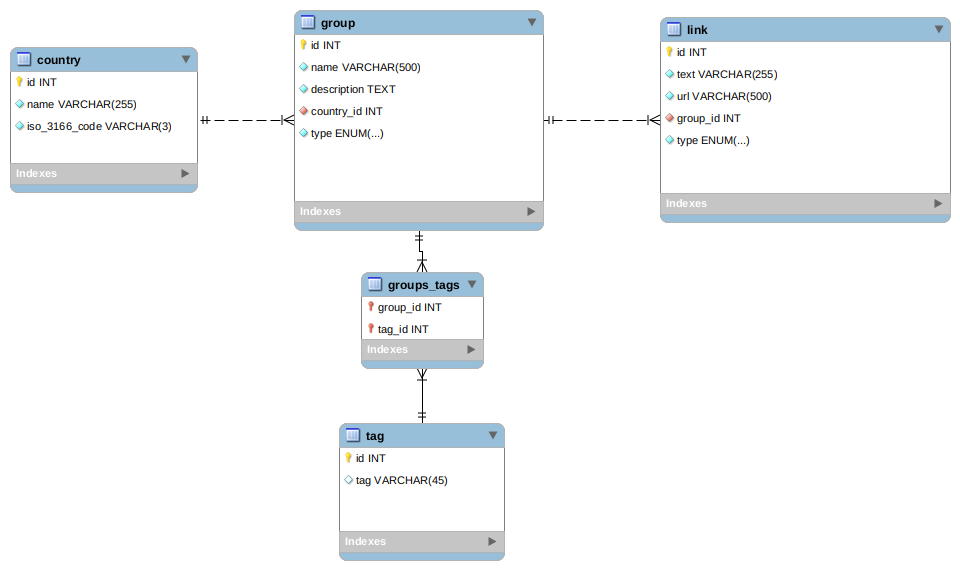 country
id INT
name VARCHAR(255)
iso_3166_code VARCHAR(3)
Indexes
group
id INT
name VARCHAR(500)
description TEXT
country_id INT
type ENUM(...)
Indexes
link
id INT
text VARCHAR(255)
url VARCHAR(500)
group_id INT
type ENUM(...)
Indexes
groups_tags
group_id INT
tag_id INT
Indexes
tag
id INT
tag VARCHAR(45)
Indexes